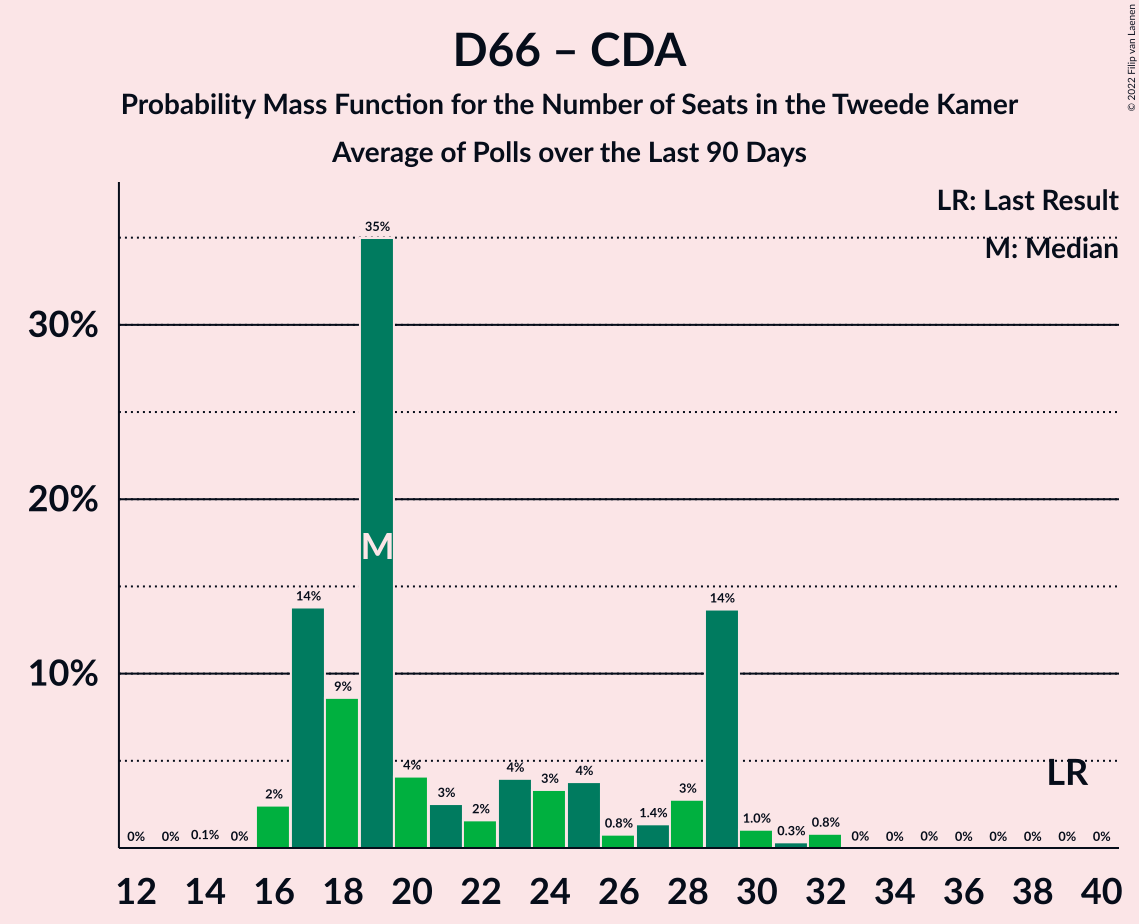 D66 – CDA
Probability Mass Function for the Number of Seats in the Tweede Kamer
Average of Polls over the Last 90 Days
© 2022 Filip van Laenen
LR: Last Result
M: Median
35%
30%
M
20%
14%
14%
10%
9%
LR
4%
4%
3%
4%
3%
3%
2%
2%
0.8%
1.4%
1.0%
0.3%
0.8%
0% 0% 0.1% 0% 0% 0% 0% 0% 0% 0% 0% 0%
12 14 16 18 20 22 24 26 28 30 32 34 36 38 40